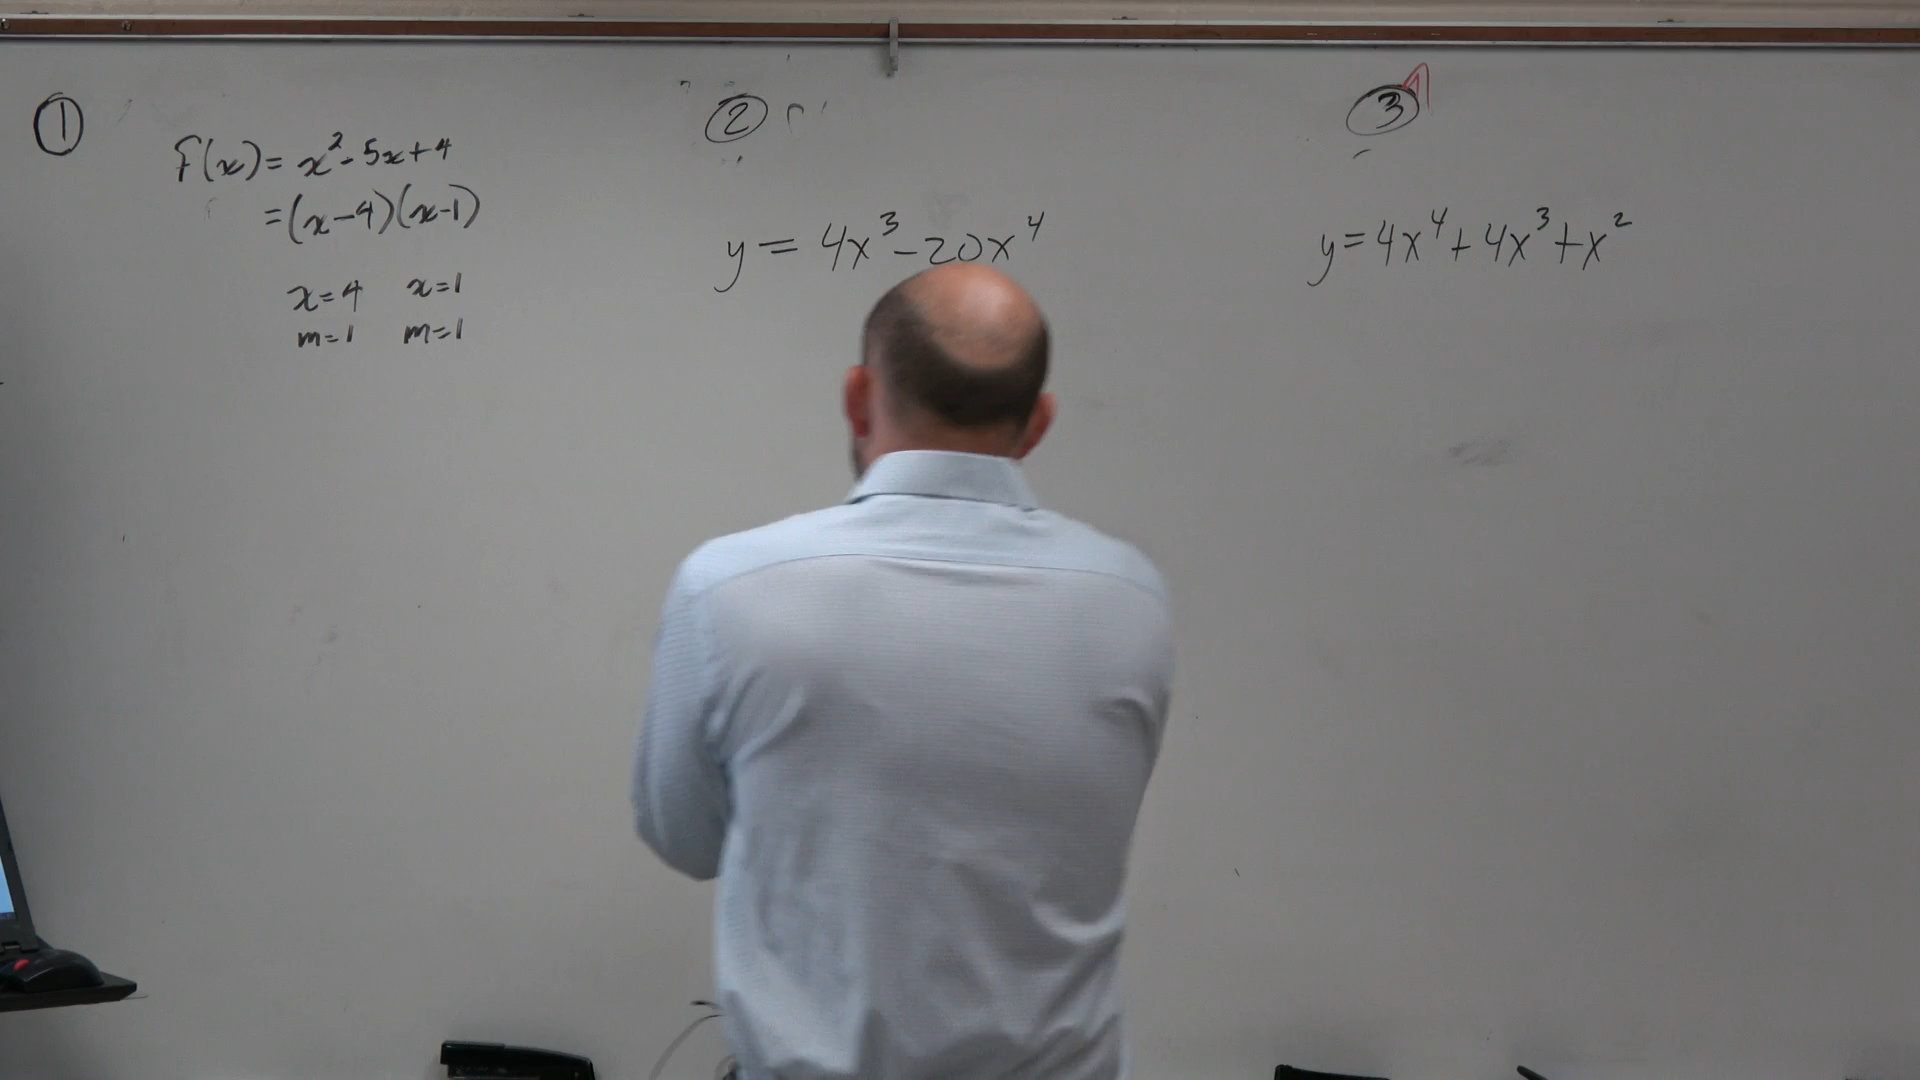 ①
f(x) = x² - 5x + 4
= (x - 4)(x - 1)
x = 4 x = 1
m = 1 m = 1
②
y = 4x³ - 20x⁴
③
y = 4x⁴ + 4x³ + x²